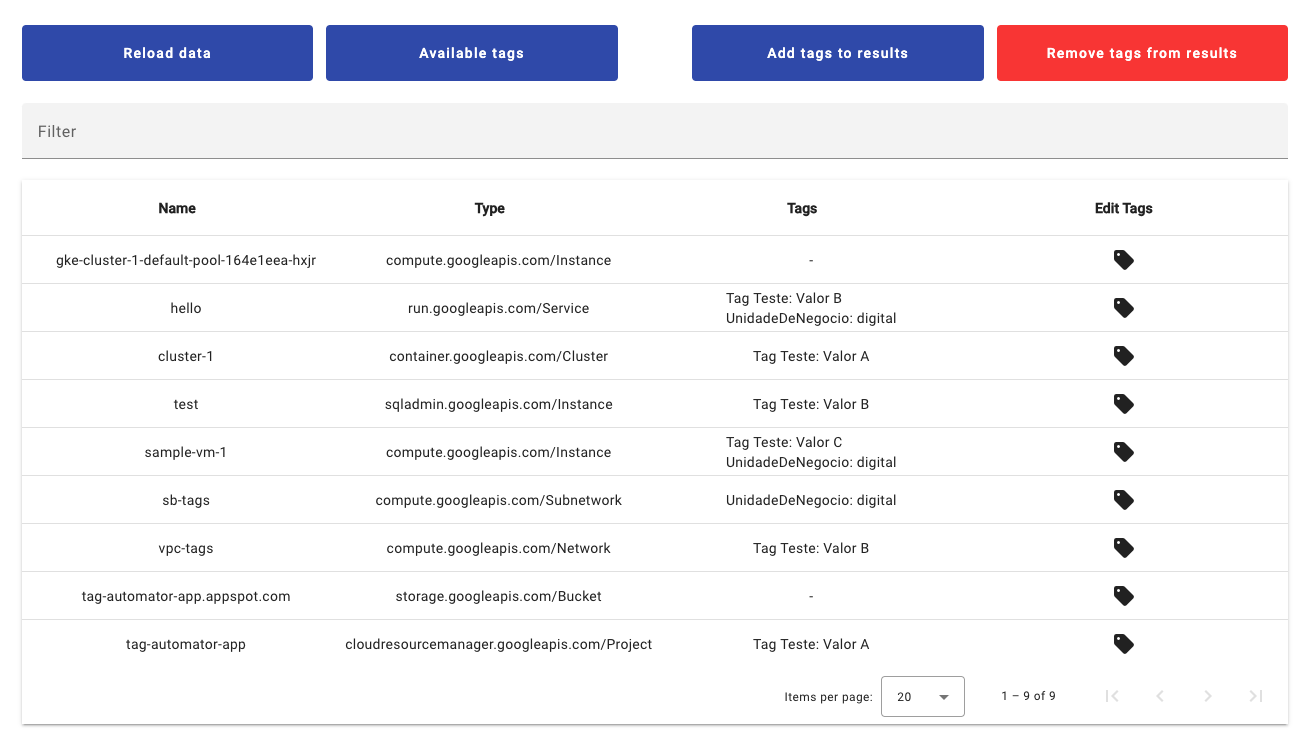 Reload data
Available tags
Add tags to results
Remove tags from results
Filter
Name Type Tags Edit Tags
gke-cluster-1-default-pool-164e1eea-hxjr compute.googleapis.com/Instance -
hello run.googleapis.com/Service Tag Teste: Valor B
UnidadeDeNegocio: digital
cluster-1 container.googleapis.com/Cluster Tag Teste: Valor A
test sqladmin.googleapis.com/Instance Tag Teste: Valor B
sample-vm-1 compute.googleapis.com/Instance Tag Teste: Valor C
UnidadeDeNegocio: digital
sb-tags compute.googleapis.com/Subnetwork UnidadeDeNegocio: digital
vpc-tags compute.googleapis.com/Network Tag Teste: Valor B
tag-automator-app.appspot.com storage.googleapis.com/Bucket -
tag-automator-app cloudresourcemanager.googleapis.com/Project Tag Teste: Valor A
Items per page: 20 1 – 9 of 9